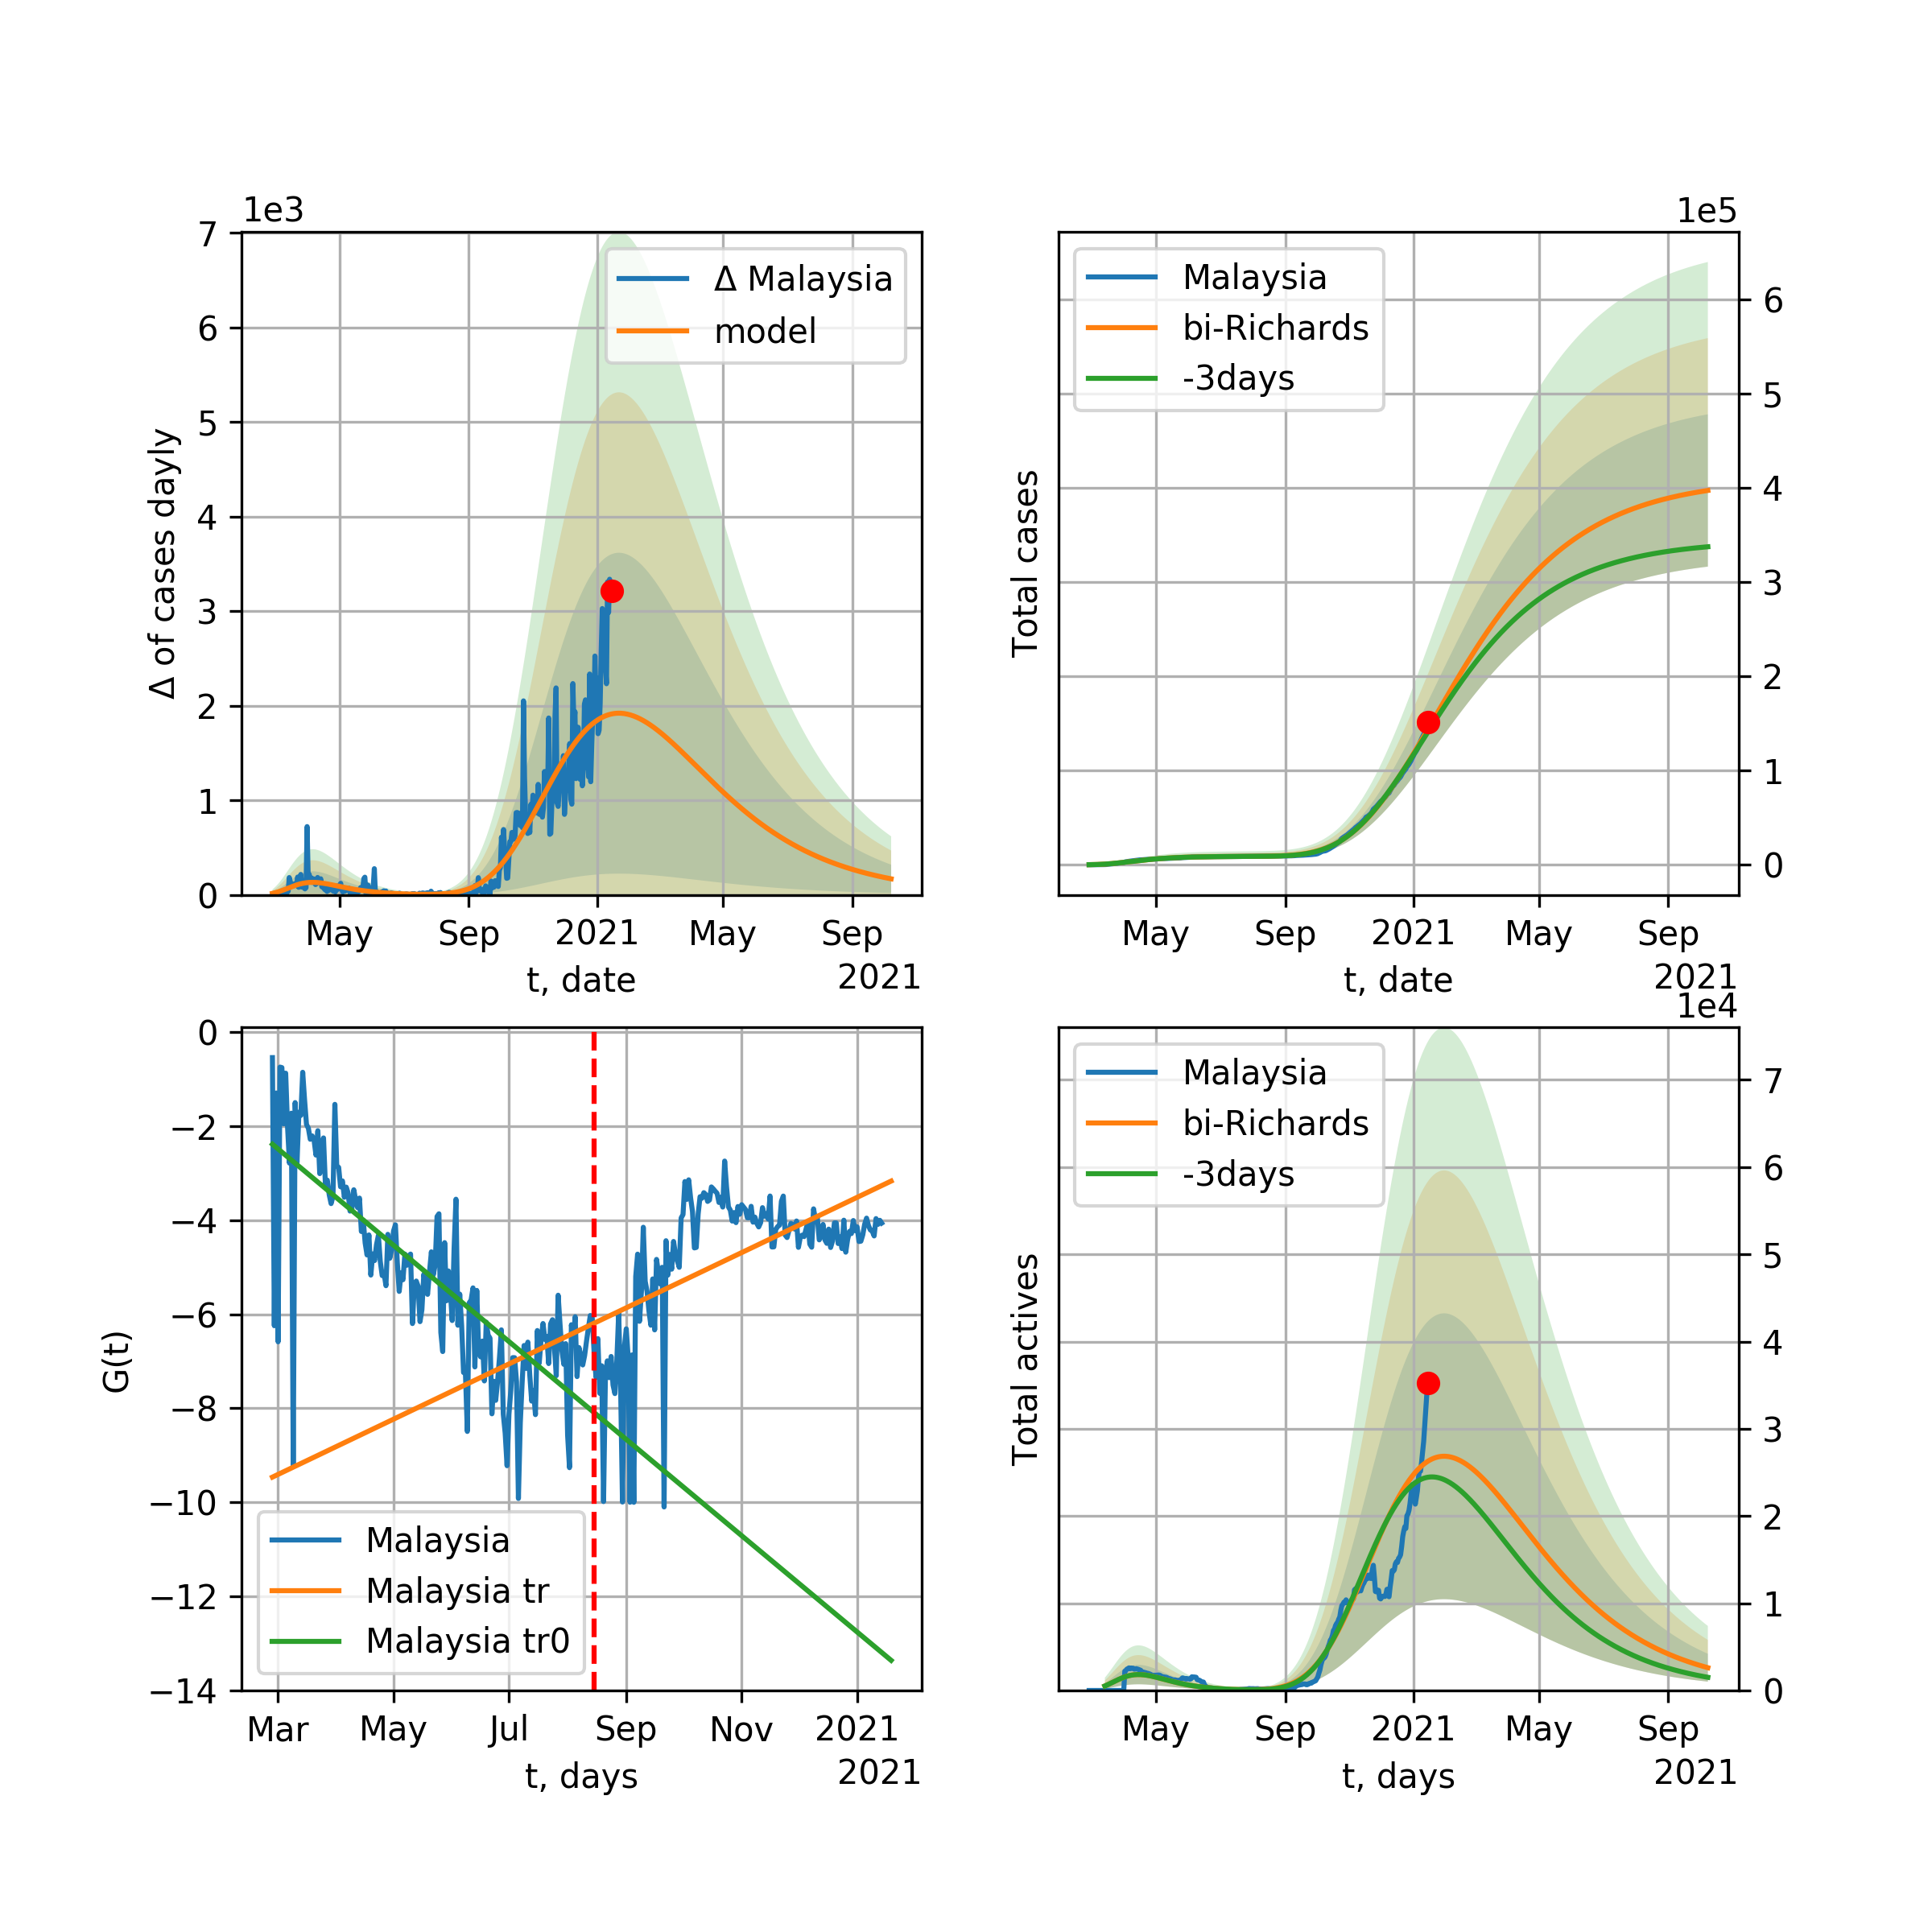 1e3
7
6
5
4
3
2
1
0
Δ of cases dayly
Δ Malaysia
model
May Sep 2021 May Sep
t, date
2021
1e5
Malaysia
bi-Richards
-3days
Total cases
6
5
4
3
2
1
0
May Sep 2021 May Sep
t, date
2021
0
−2
−4
−6
−8
−10
−12
−14
G(t)
Malaysia
Malaysia tr
Malaysia tr0
Mar May Jul Sep Nov 2021
t, days
2021
1e4
Malaysia
bi-Richards
-3days
Total actives
7
6
5
4
3
2
1
0
May Sep 2021 May Sep
t, days
2021